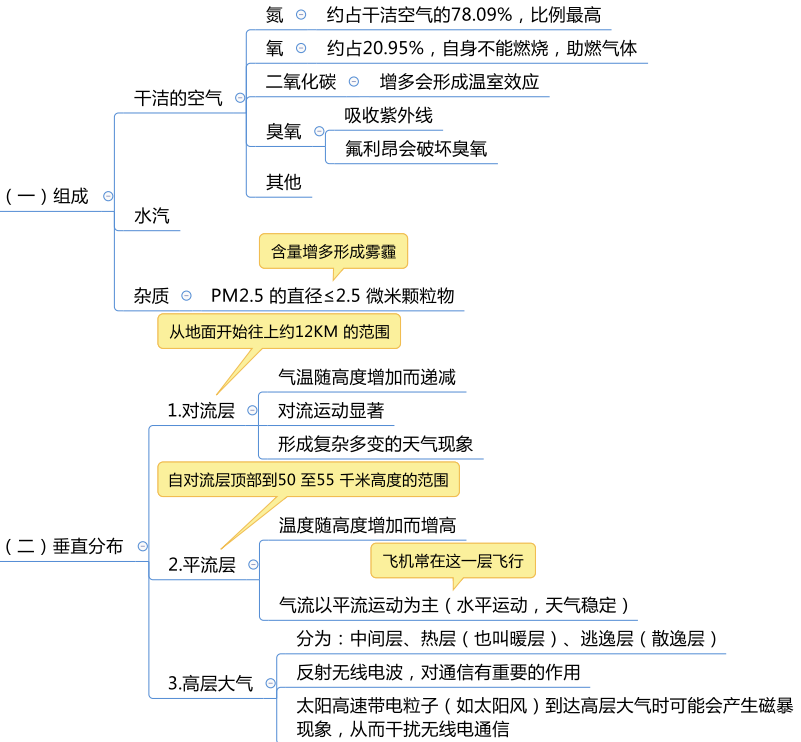 氮
约占干洁空气的78.09%，比例最高
氧
约占20.95%，自身不能燃烧，助燃气体
二氧化碳
增多会形成温室效应
干洁的空气
吸收紫外线
臭氧
氟利昂会破坏臭氧
其他
（一）组成
水汽
含量增多形成雾霾
杂质
PM2.5 的直径≤2.5 微米颗粒物
从地面开始往上约12KM 的范围
气温随高度增加而递减
1.对流层
对流运动显著
形成复杂多变的天气现象
自对流层顶部到50 至55 千米高度的范围
温度随高度增加而增高
（二）垂直分布
2.平流层
飞机常在这一层飞行
气流以平流运动为主（水平运动，天气稳定）
分为：中间层、热层（也叫暖层）、逃逸层（散逸层）
3.高层大气
反射无线电波，对通信有重要的作用
太阳高速带电粒子（如太阳风）到达高层大气时可能会产生磁暴
现象，从而干扰无线电通信